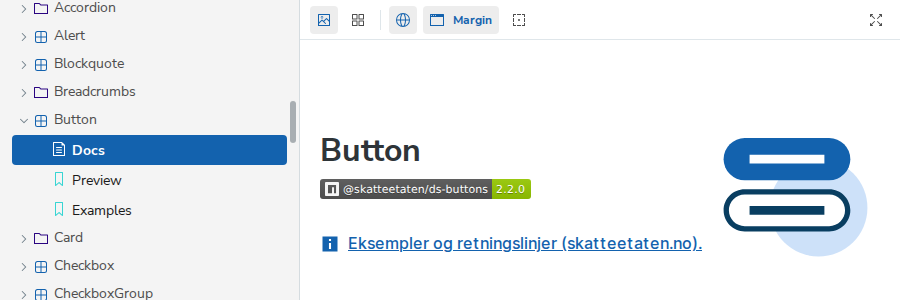 Accordion
Alert
Blockquote
Breadcrumbs
Button
Docs
Preview
Examples
Card
Checkbox
CheckboxGroup
Margin
Button
@skatteetaten/ds-buttons 2.2.0
Eksempler og retningslinjer (skatteetaten.no).